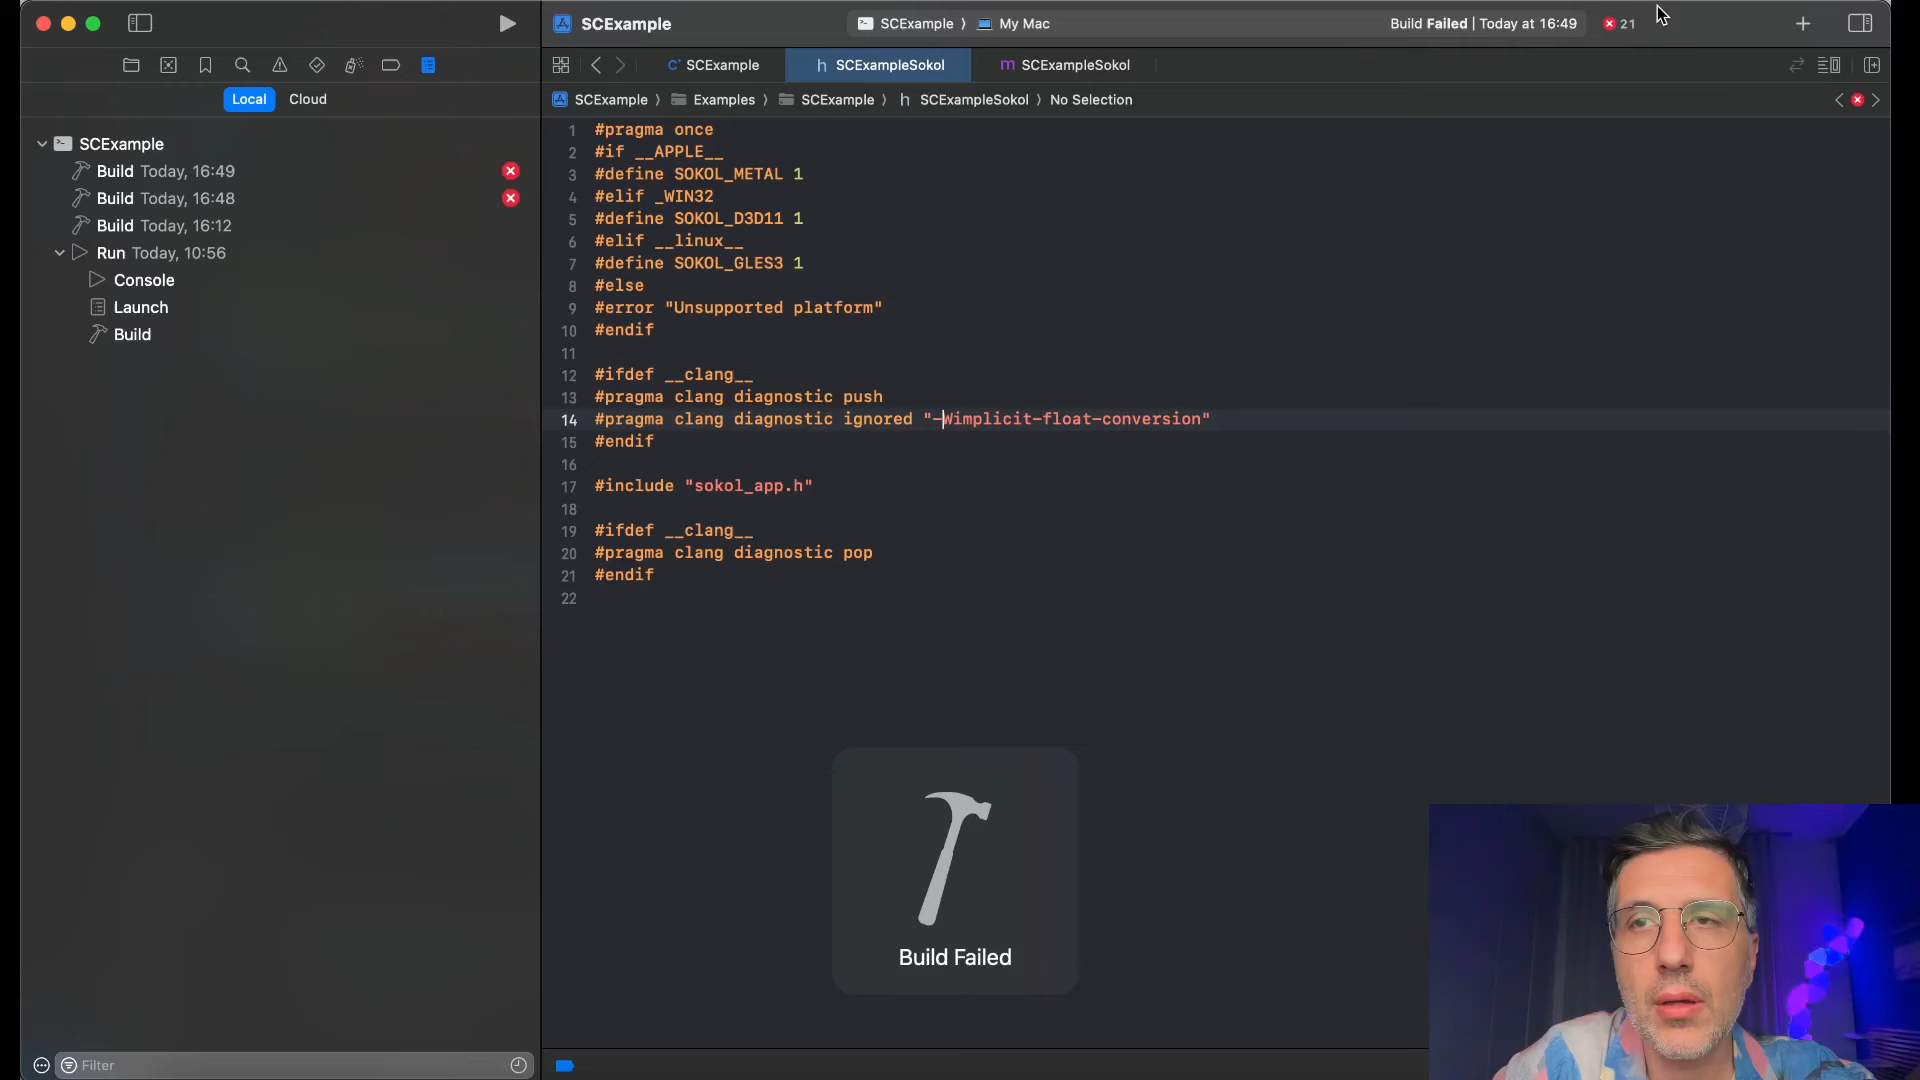 SCExample
SCExample 〉 My Mac
Build Failed | Today at 16:49
21
SCExample
h SCExampleSokol
m SCExampleSokol
Local
Cloud
SCExample 〉 Examples 〉 SCExample 〉 h SCExampleSokol 〉 No Selection
SCExample
Build Today, 16:49
Build Today, 16:48
Build Today, 16:12
Run Today, 10:56
Console
Launch
Build
1 #pragma once
2 #if __APPLE__
3 #define SOKOL_METAL 1
4 #elif _WIN32
5 #define SOKOL_D3D11 1
6 #elif __linux__
7 #define SOKOL_GLES3 1
8 #else
9 #error "Unsupported platform"
10 #endif
11
12 #ifdef __clang__
13 #pragma clang diagnostic push
14 #pragma clang diagnostic ignored "-Wimplicit-float-conversion"
15 #endif
16
17 #include "sokol_app.h"
18
19 #ifdef __clang__
20 #pragma clang diagnostic pop
21 #endif
22
Build Failed
Filter